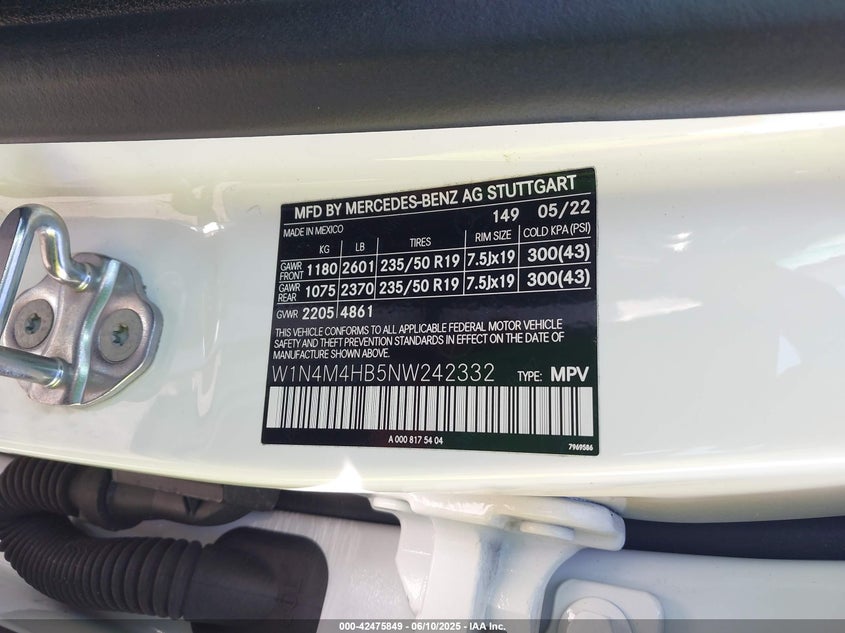 MFD BY MERCEDES-BENZ AG STUTTGART
MADE IN MEXICO 149 05/22
KG LB TIRES RIM SIZE COLD KPA (PSI)
GAWR FRONT 1180 2601 235/50 R19 7.5Jx19 300(43)
GAWR REAR 1075 2370 235/50 R19 7.5Jx19 300(43)
GVWR 2205 4861
THIS VEHICLE CONFORMS TO ALL APPLICABLE FEDERAL MOTOR VEHICLE
SAFETY AND THEFT PREVENTION STANDARDS IN EFFECT ON THE DATE OF
MANUFACTURE SHOWN ABOVE.
W1N4M4HB5NW242332 TYPE: MPV
A 000 817 54 04
7969586
000-42475849 - 06/10/2025 - IAA Inc.